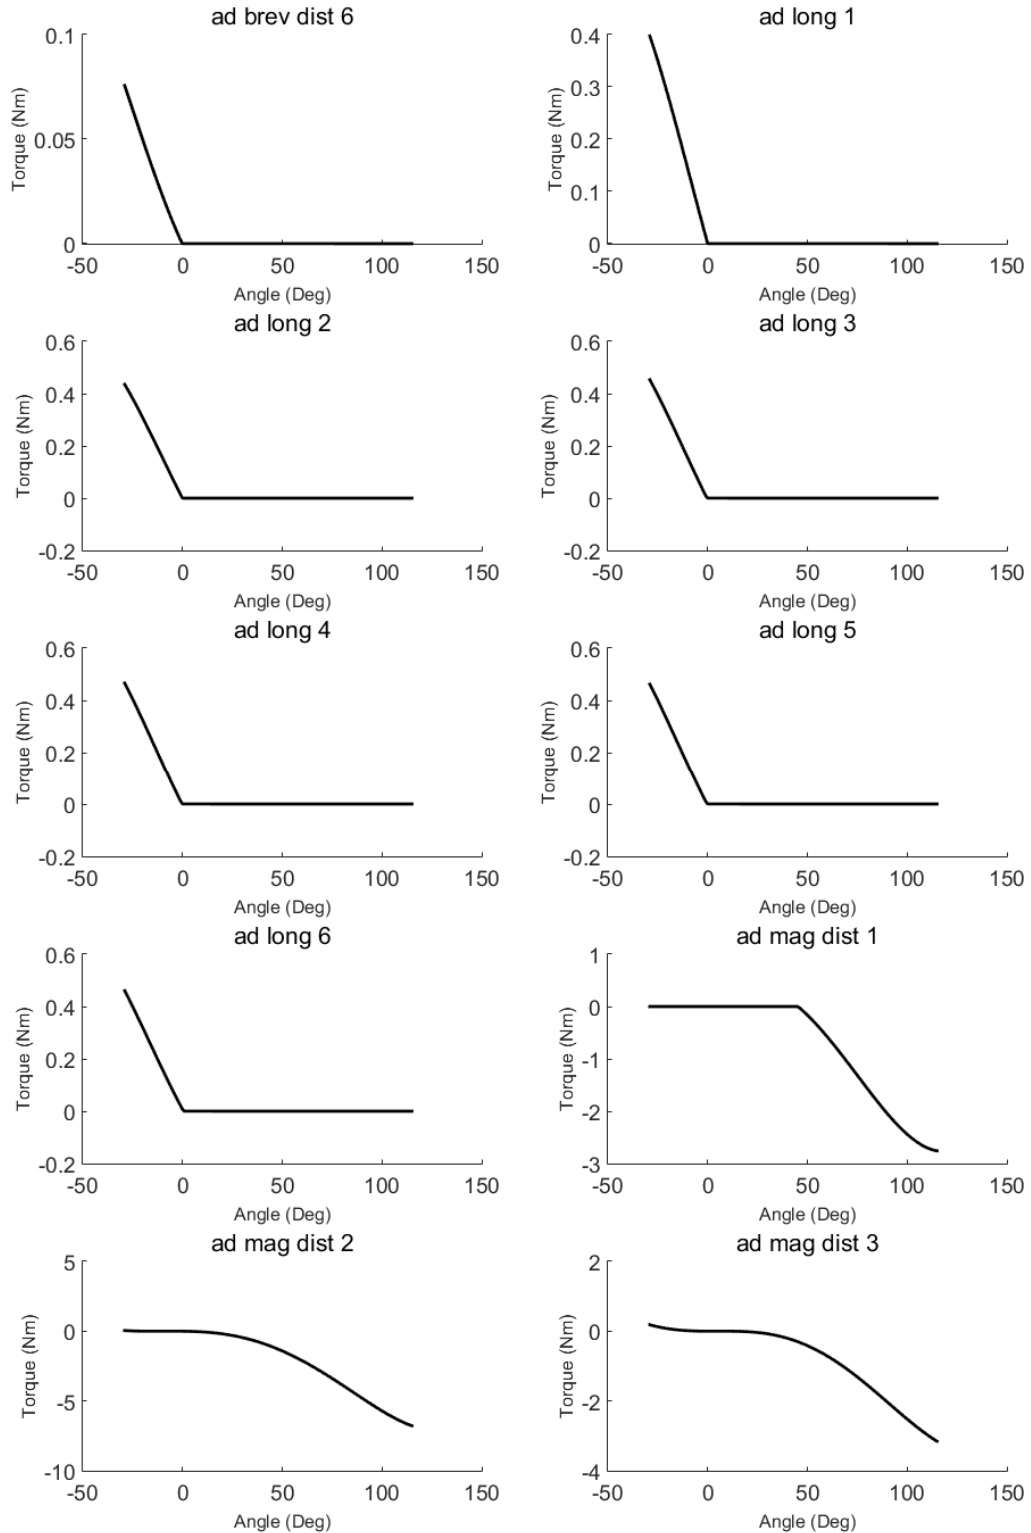 ad brev dist 6
0.1
0.05
0
Torque (Nm)
-50 0 50 100 150
Angle (Deg)
ad long 1
0.4
0.3
0.2
0.1
0
Torque (Nm)
-50 0 50 100 150
Angle (Deg)
ad long 2
0.6
0.4
0.2
0
-0.2
Torque (Nm)
-50 0 50 100 150
Angle (Deg)
ad long 3
0.6
0.4
0.2
0
-0.2
Torque (Nm)
-50 0 50 100 150
Angle (Deg)
ad long 4
0.6
0.4
0.2
0
-0.2
Torque (Nm)
-50 0 50 100 150
Angle (Deg)
ad long 5
0.6
0.4
0.2
0
-0.2
Torque (Nm)
-50 0 50 100 150
Angle (Deg)
ad long 6
0.6
0.4
0.2
0
-0.2
Torque (Nm)
-50 0 50 100 150
Angle (Deg)
ad mag dist 1
1
0
-1
-2
-3
Torque (Nm)
-50 0 50 100 150
Angle (Deg)
ad mag dist 2
5
0
-5
-10
Torque (Nm)
-50 0 50 100 150
Angle (Deg)
ad mag dist 3
2
0
-2
-4
Torque (Nm)
-50 0 50 100 150
Angle (Deg)